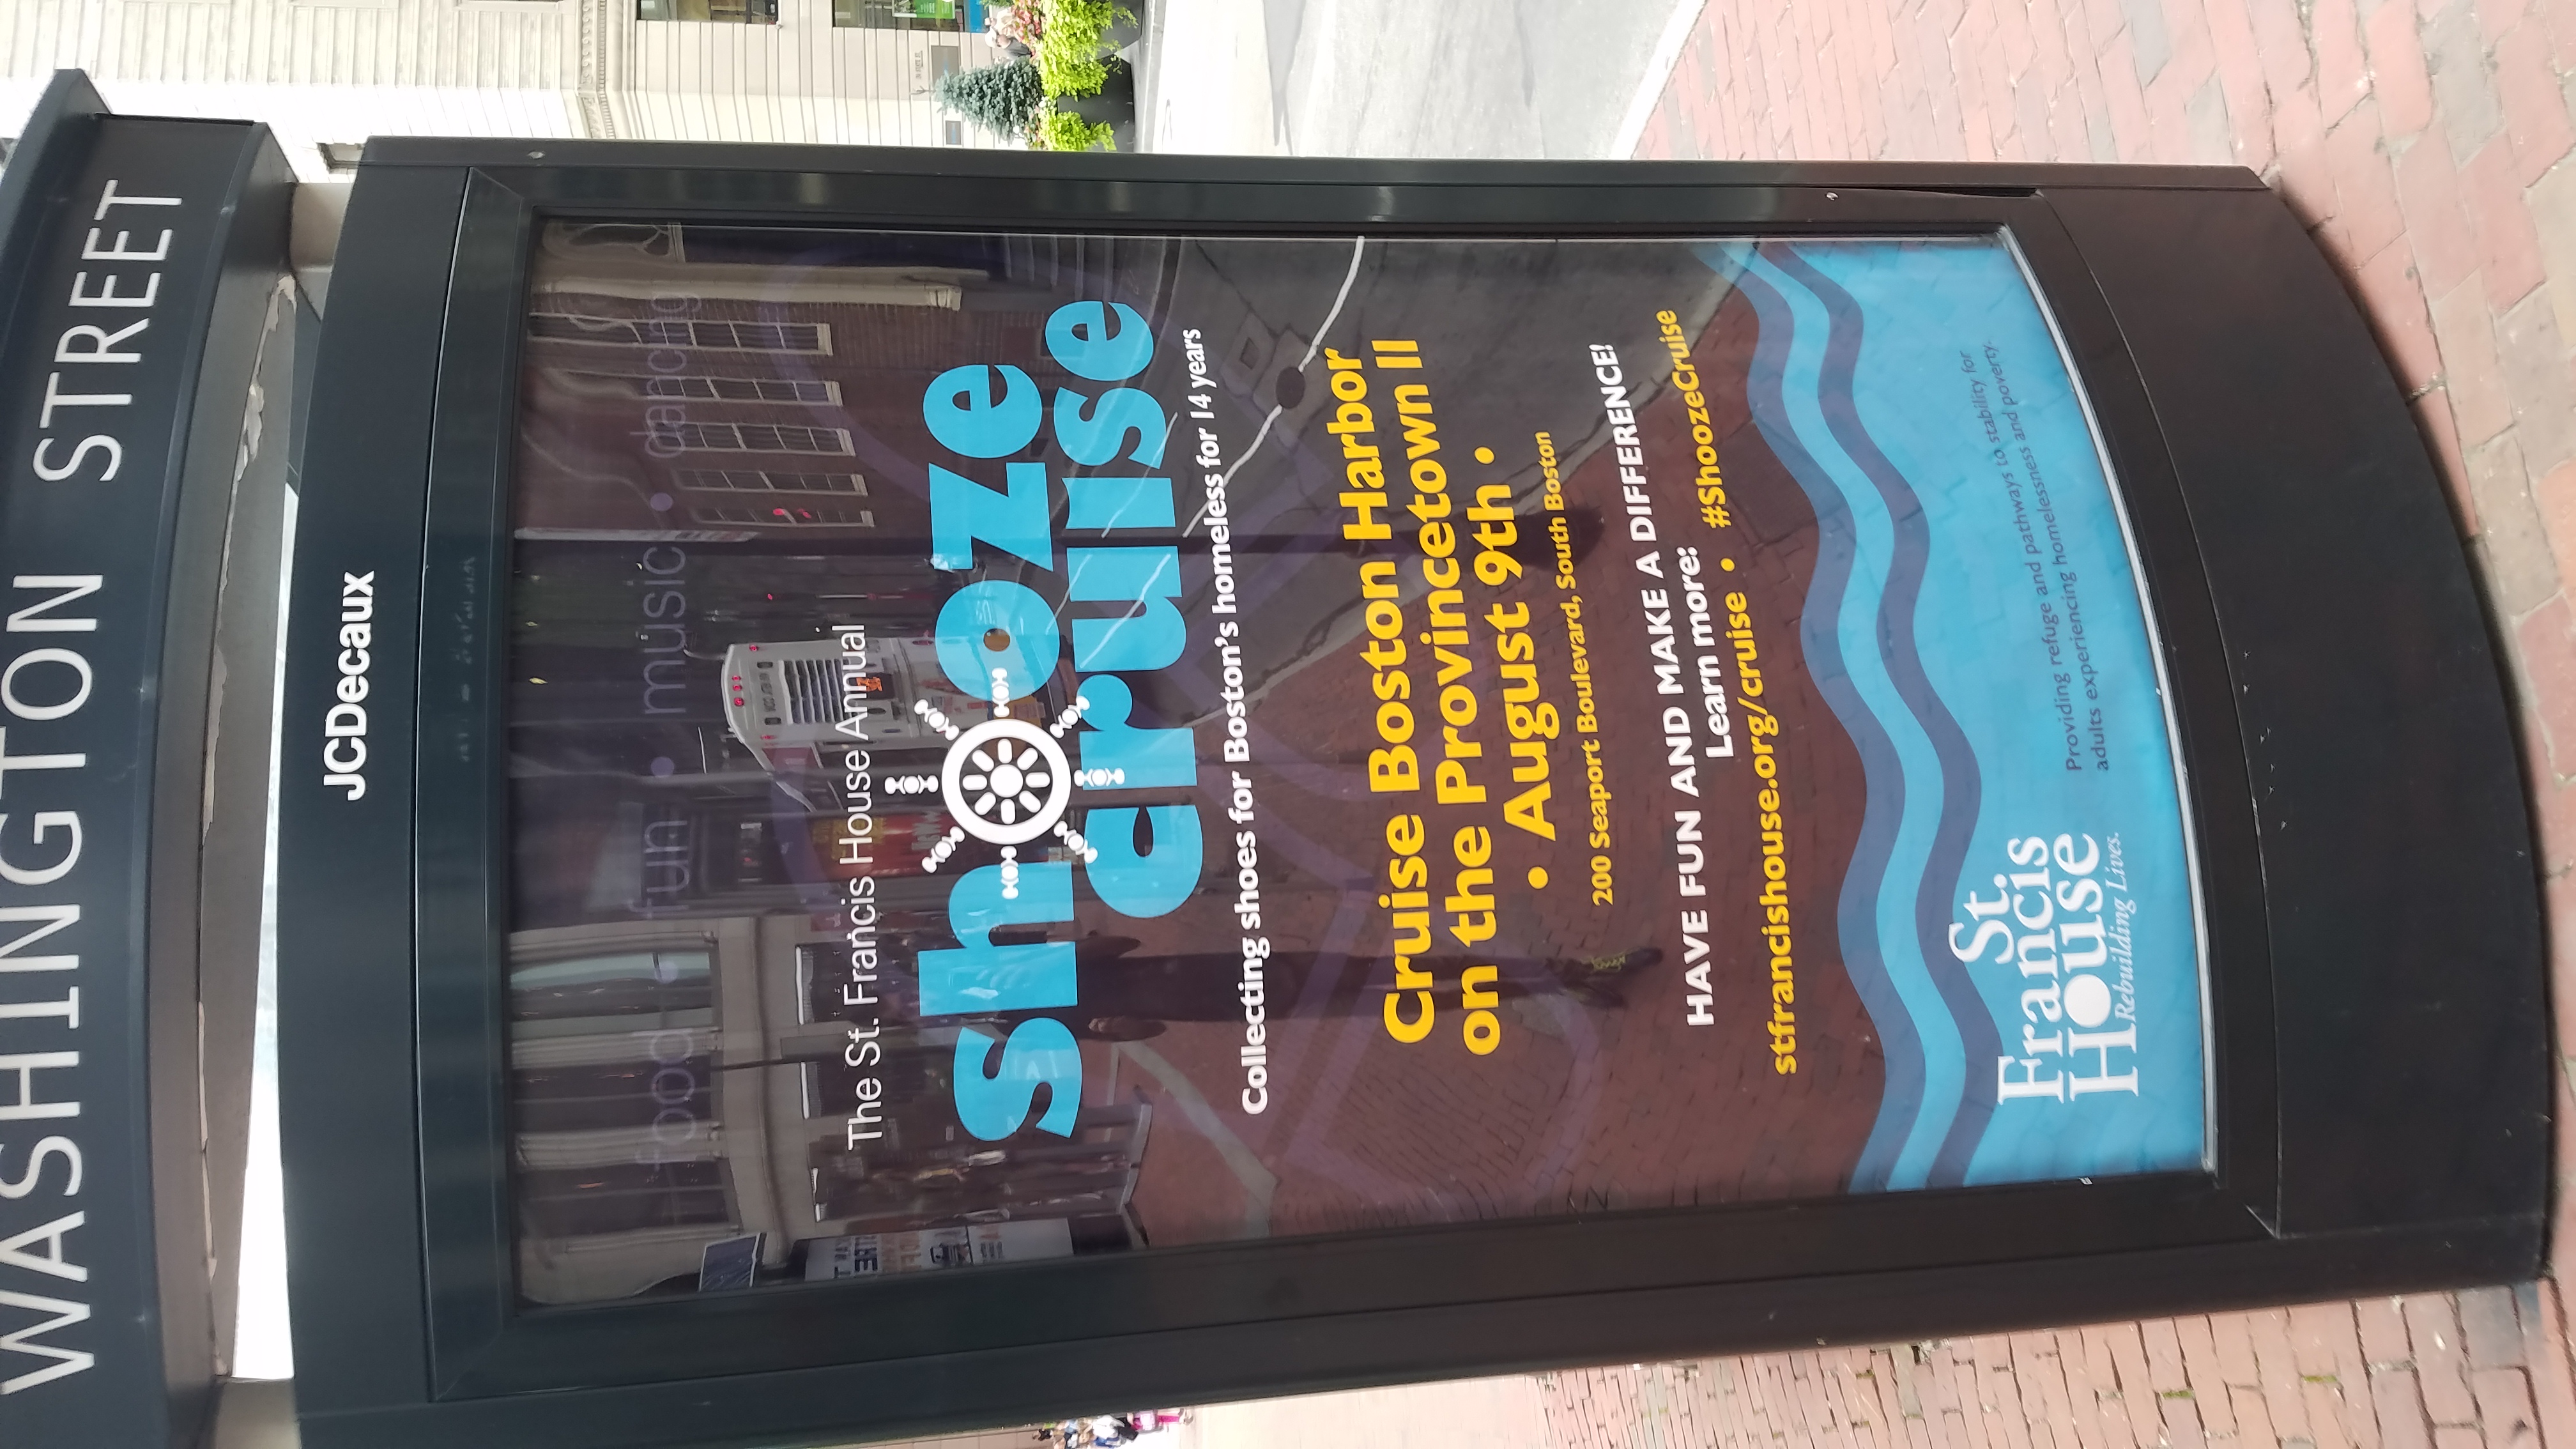 WASHINGTON STREET
JCDecaux
food • fun • music • dancing
The St. Francis House Annual
shooze
cruise
Collecting shoes for Boston's homeless for 14 years
Cruise Boston Harbor
on the Provincetown II
• August 9th •
200 Seaport Boulevard, South Boston
HAVE FUN AND MAKE A DIFFERENCE!
Learn more:
stfrancishouse.org/cruise • #ShoozeCruise
St.
Francis
House
Rebuilding Lives.
Providing refuge and pathways to stability for
adults experiencing homelessness and poverty.